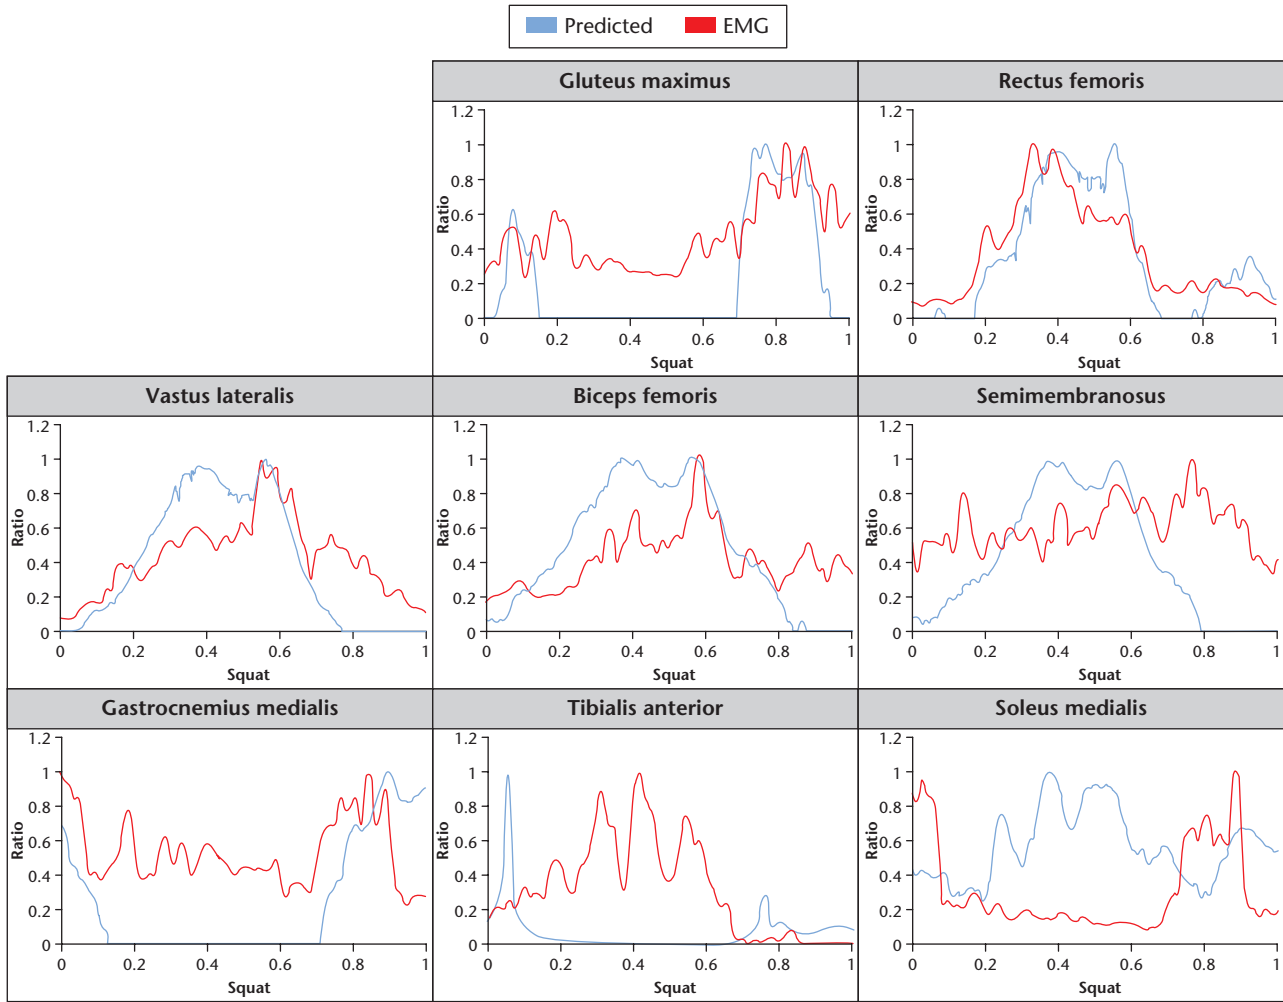 Predicted EMG
Gluteus maximus
Rectus femoris
1.2
1
0.8
0.6
0.4
0.2
0
Ratio
0 0.2 0.4 0.6 0.8 1
Squat
1.2
1
0.8
0.6
0.4
0.2
0
Ratio
0 0.2 0.4 0.6 0.8 1
Squat
Vastus lateralis
Biceps femoris
Semimembranosus
1.2
1
0.8
0.6
0.4
0.2
0
Ratio
0 0.2 0.4 0.6 0.8 1
Squat
1.2
1
0.8
0.6
0.4
0.2
0
Ratio
0 0.2 0.4 0.6 0.8 1
Squat
1.2
1
0.8
0.6
0.4
0.2
0
Ratio
0 0.2 0.4 0.6 0.8 1
Squat
Gastrocnemius medialis
Tibialis anterior
Soleus medialis
1.2
1
0.8
0.6
0.4
0.2
0
Ratio
0 0.2 0.4 0.6 0.8 1
Squat
1.2
1
0.8
0.6
0.4
0.2
0
Ratio
0 0.2 0.4 0.6 0.8 1
Squat
1.2
1
0.8
0.6
0.4
0.2
0
Ratio
0 0.2 0.4 0.6 0.8 1
Squat